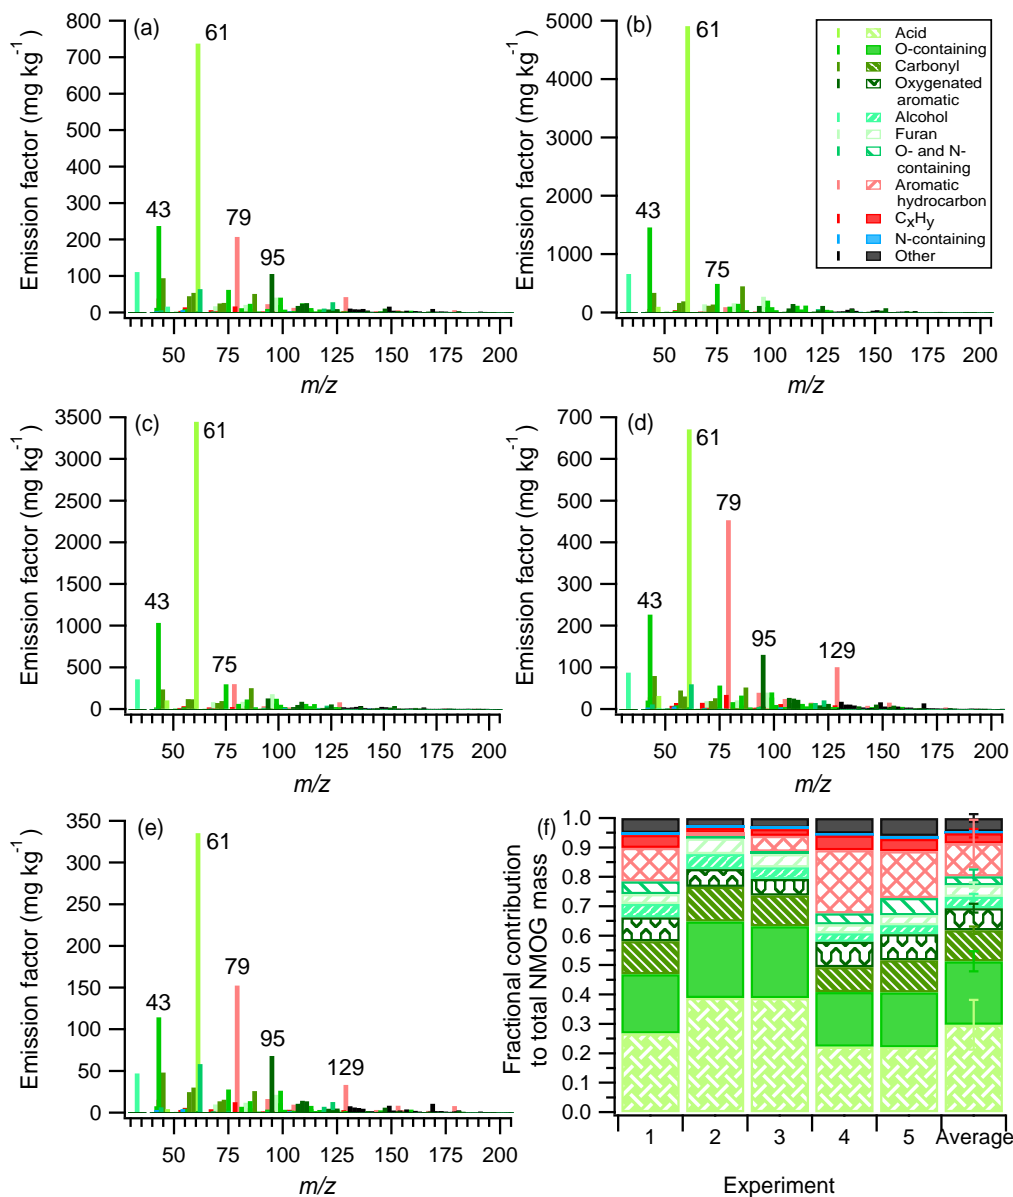 (a)
61
43
79
95
800
700
600
500
400
300
200
100
0
Emission factor (mg kg⁻¹)
50 75 100 125 150 175 200
m/z
(b)
61
43
75
5000
4000
3000
2000
1000
0
Emission factor (mg kg⁻¹)
50 75 100 125 150 175 200
m/z
Acid
O-containing
Carbonyl
Oxygenated
aromatic
Alcohol
Furan
O- and N-
containing
Aromatic
hydrocarbon
CxHy
N-containing
Other
(c)
61
43
75
79
3500
3000
2500
2000
1500
1000
500
0
Emission factor (mg kg⁻¹)
50 75 100 125 150 175 200
m/z
(d)
61
79
43
95
129
700
600
500
400
300
200
100
0
Emission factor (mg kg⁻¹)
50 75 100 125 150 175 200
m/z
(e)
61
79
43
95
129
350
300
250
200
150
100
50
0
Emission factor (mg kg⁻¹)
50 75 100 125 150 175 200
m/z
(f)
1.0
0.9
0.8
0.7
0.6
0.5
0.4
0.3
0.2
0.1
0.0
Fractional contribution
to total NMOG mass
1 2 3 4 5 Average
Experiment